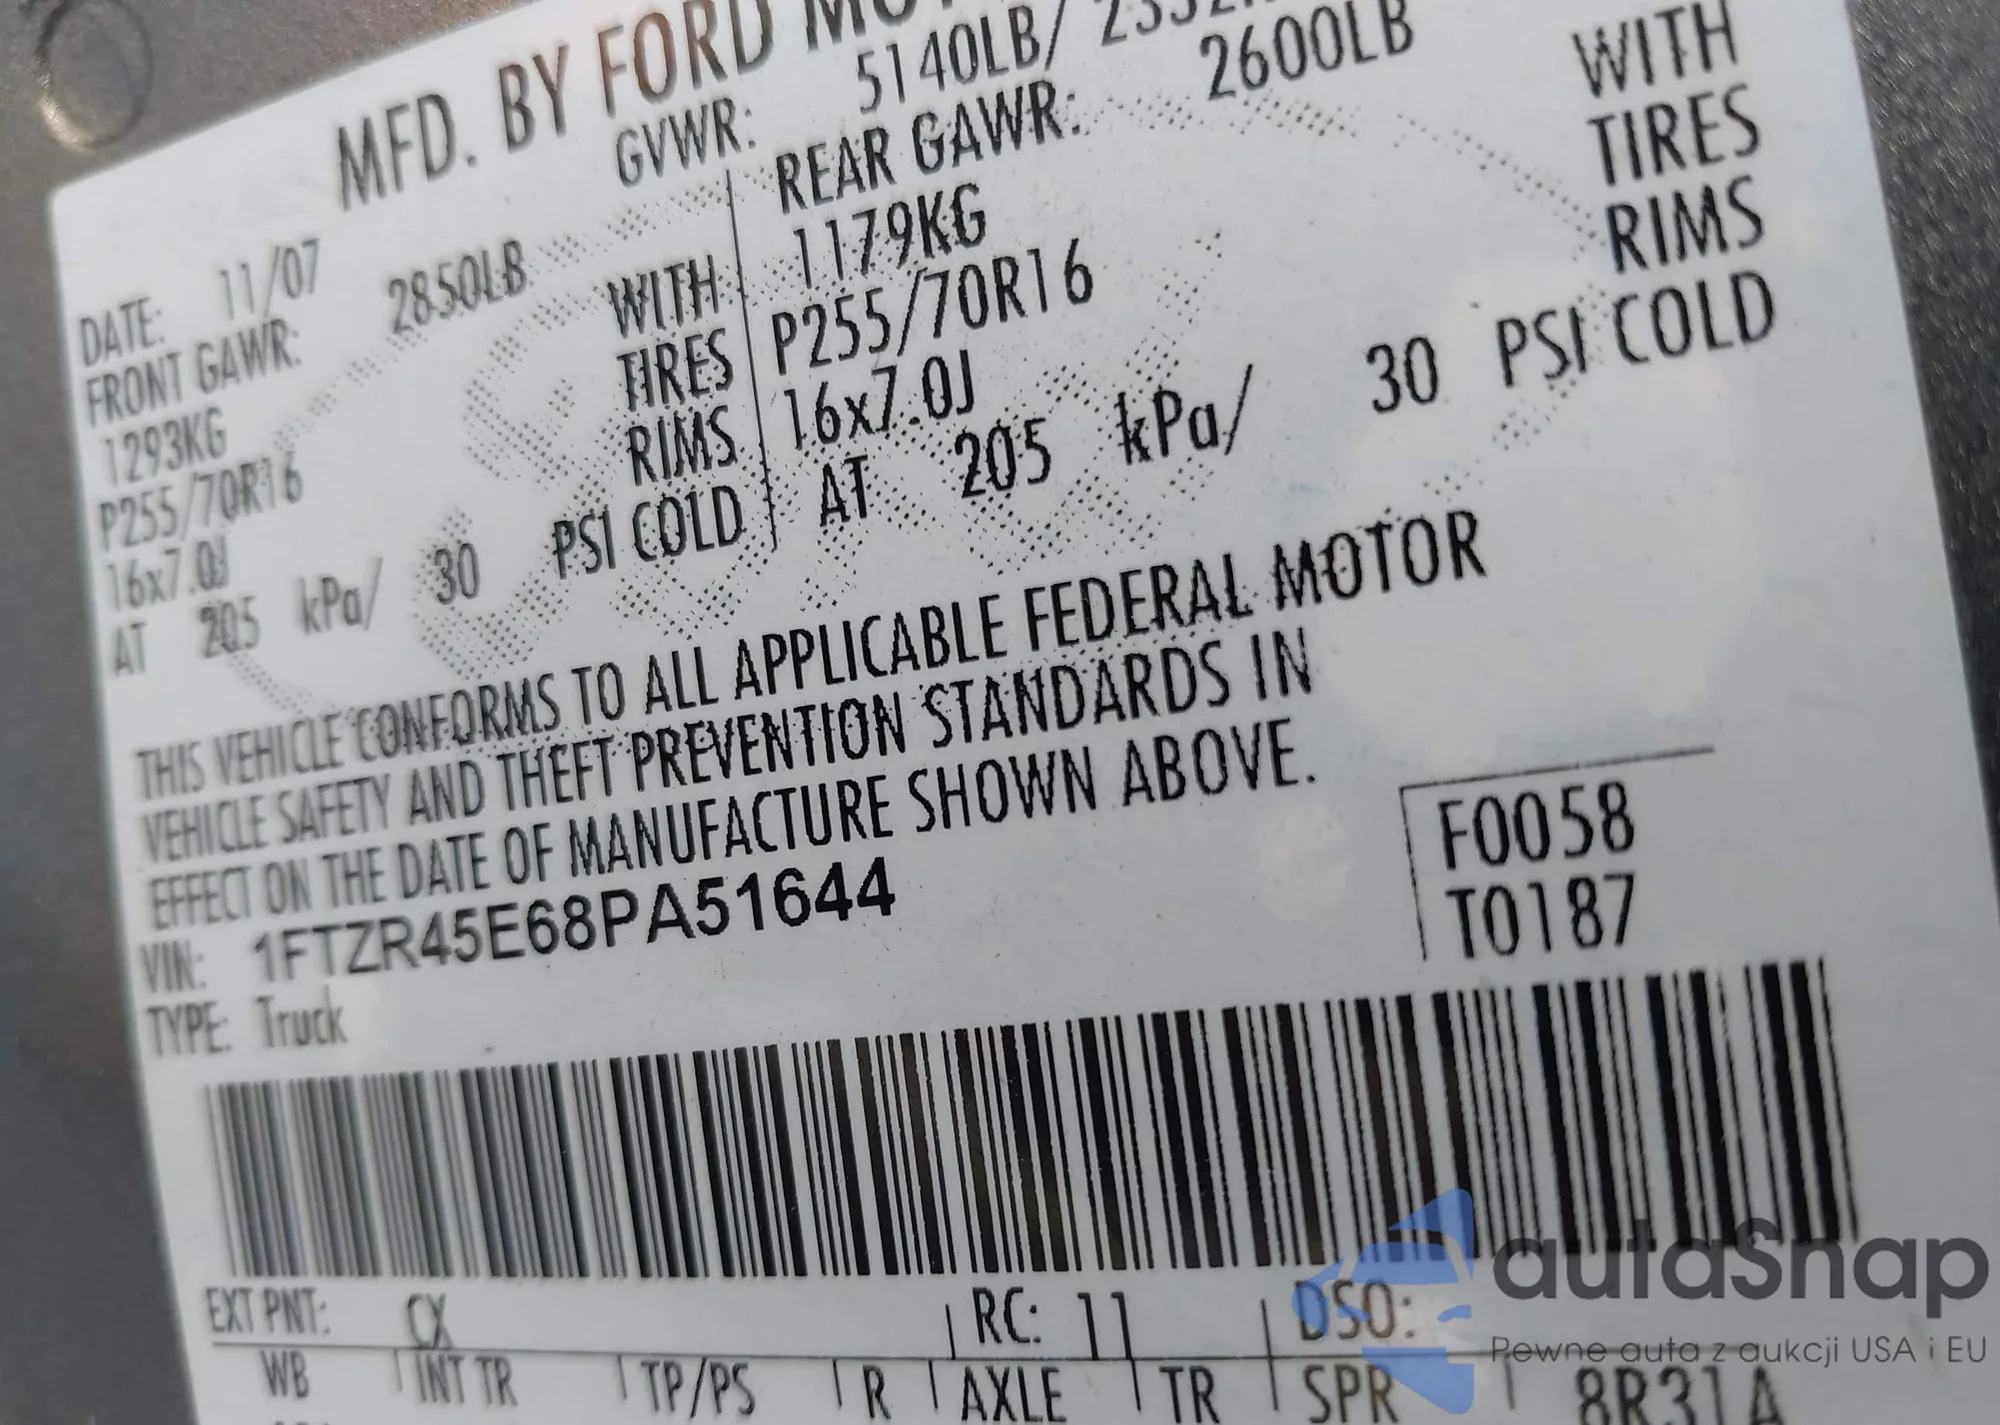 MFD. BY FORD
GVWR: 5140LB/
DATE: 11/07
FRONT GAWR: 2850LB
1293KG WITH
P255/70R16 TIRES
16x7.0J RIMS
AT 205 kPa/ 30 PSI COLD
REAR GAWR: 2600LB
1179KG WITH
P255/70R16 TIRES
16x7.0J RIMS
AT 205 kPa/ 30 PSI COLD
THIS VEHICLE CONFORMS TO ALL APPLICABLE FEDERAL MOTOR
VEHICLE SAFETY AND THEFT PREVENTION STANDARDS IN
EFFECT ON THE DATE OF MANUFACTURE SHOWN ABOVE.
F0058
T0187
VIN: 1FTZR45E68PA51644
TYPE: Truck
EXT PNT: CX RC: 11 DSO:
WB INT TR TP/PS R AXLE TR SPR 8R31A
autaSnap
Pewne auta z aukcji USA i EU